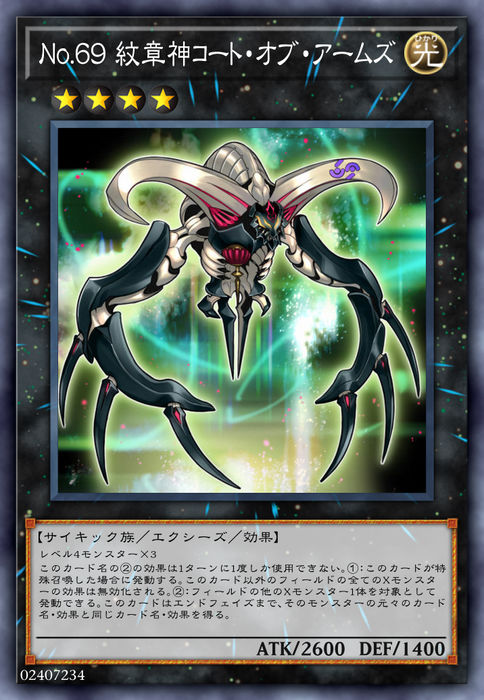 No.69 紋章神コート・オブ・アームズ
ひかり
光
【サイキック族／エクシーズ／効果】
レベル4モンスター×3
このカード名の②の効果は1ターンに1度しか使用できない。①：このカードが特
殊召喚した場合に発動する。このカード以外のフィールドの全てのXモンスタ
ーの効果は無効化される。②：フィールドの他のXモンスター1体を対象として
発動できる。このカードはエンドフェイズまで、そのモンスターの元々のカード
名・効果と同じカード名・効果を得る。
ATK/2600 DEF/1400
02407234